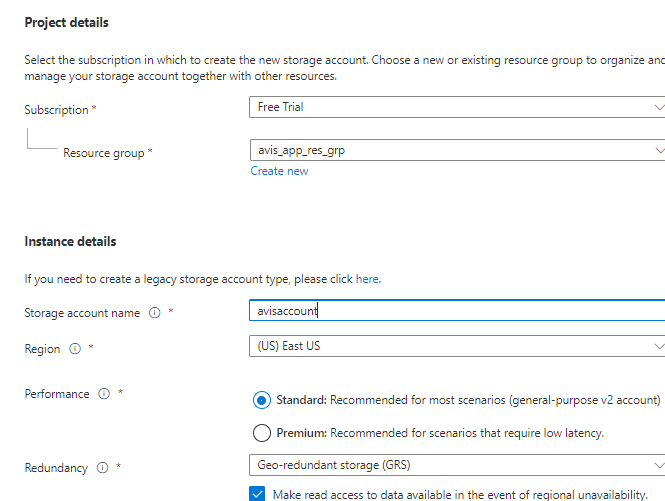 Project details
Select the subscription in which to create the new storage account. Choose a new or existing resource group to organize and
manage your storage account together with other resources.
Subscription *
Free Trial
Resource group *
avis_app_res_grp
Create new
Instance details
If you need to create a legacy storage account type, please click here.
Storage account name *
avisaccount
Region *
(US) East US
Performance *
Standard: Recommended for most scenarios (general-purpose v2 account)
Premium: Recommended for scenarios that require low latency.
Redundancy *
Geo-redundant storage (GRS)
Make read access to data available in the event of regional unavailability.